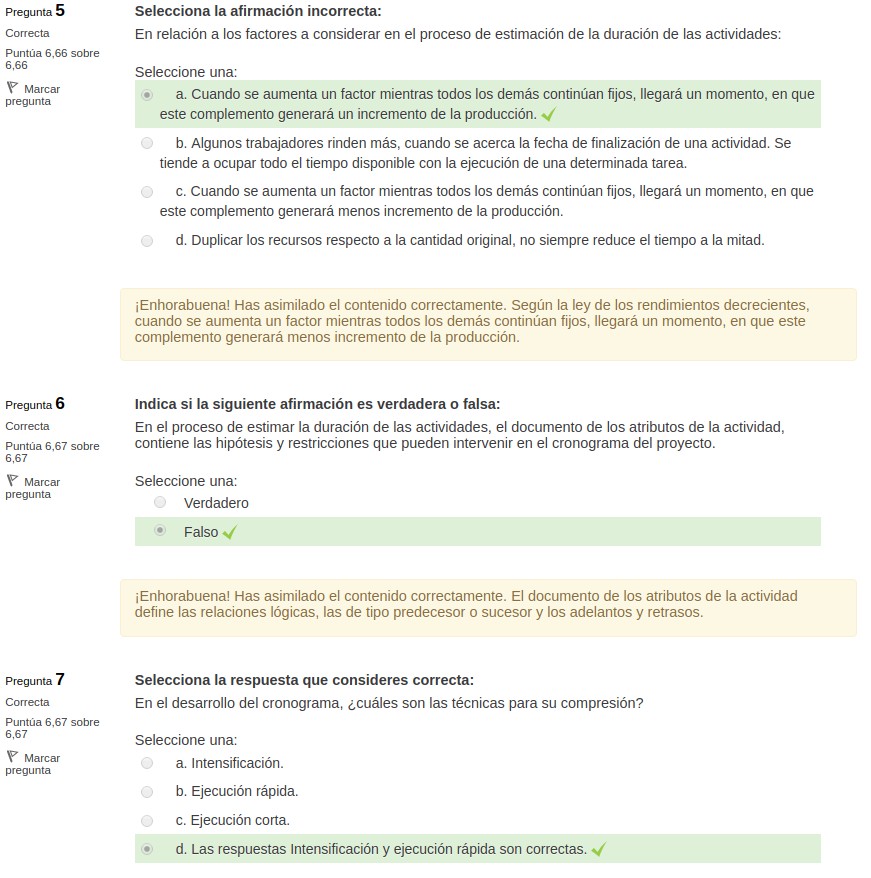 Pregunta 5
Correcta
Puntúa 6,66 sobre
6,66
Marcar
pregunta
Selecciona la afirmación incorrecta:
En relación a los factores a considerar en el proceso de estimación de la duración de las actividades:
Seleccione una:
a. Cuando se aumenta un factor mientras todos los demás continúan fijos, llegará un momento, en que
este complemento generará un incremento de la producción.
b. Algunos trabajadores rinden más, cuando se acerca la fecha de finalización de una actividad. Se
tiende a ocupar todo el tiempo disponible con la ejecución de una determinada tarea.
c. Cuando se aumenta un factor mientras todos los demás continúan fijos, llegará un momento, en que
este complemento generará menos incremento de la producción.
d. Duplicar los recursos respecto a la cantidad original, no siempre reduce el tiempo a la mitad.
¡Enhorabuena! Has asimilado el contenido correctamente. Según la ley de los rendimientos decrecientes,
cuando se aumenta un factor mientras todos los demás continúan fijos, llegará un momento, en que este
complemento generará menos incremento de la producción.
Pregunta 6
Correcta
Puntúa 6,67 sobre
6,67
Marcar
pregunta
Indica si la siguiente afirmación es verdadera o falsa:
En el proceso de estimar la duración de las actividades, el documento de los atributos de la actividad,
contiene las hipótesis y restricciones que pueden intervenir en el cronograma del proyecto.
Seleccione una:
Verdadero
Falso
¡Enhorabuena! Has asimilado el contenido correctamente. El documento de los atributos de la actividad
define las relaciones lógicas, las de tipo predecesor o sucesor y los adelantos y retrasos.
Pregunta 7
Correcta
Puntúa 6,67 sobre
6,67
Marcar
pregunta
Selecciona la respuesta que consideres correcta:
En el desarrollo del cronograma, ¿cuáles son las técnicas para su compresión?
Seleccione una:
a. Intensificación.
b. Ejecución rápida.
c. Ejecución corta.
d. Las respuestas Intensificación y ejecución rápida son correctas.